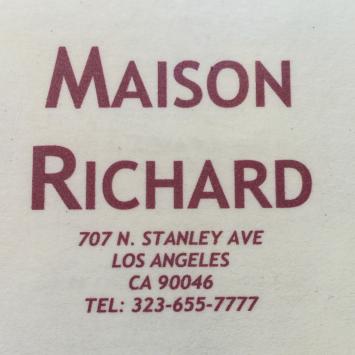 MAISON
RICHARD
707 N. STANLEY AVE
LOS ANGELES
CA 90046
TEL: 323-655-7777